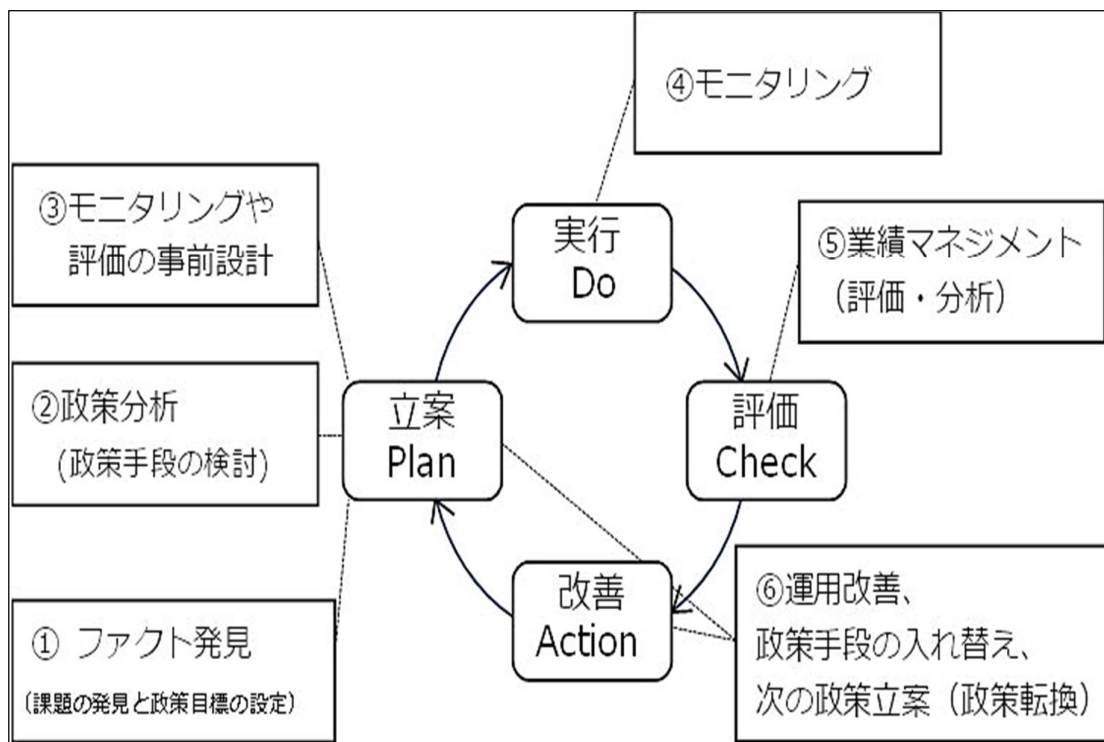 ④モニタリング
③モニタリングや
評価の事前設計
実行
Do
⑤業績マネジメント
（評価・分析）
②政策分析
(政策手段の検討)
立案
Plan
評価
Check
① ファクト発見
（課題の発見と政策目標の設定）
改善
Action
⑥運用改善、
政策手段の入れ替え、
次の政策立案（政策転換）